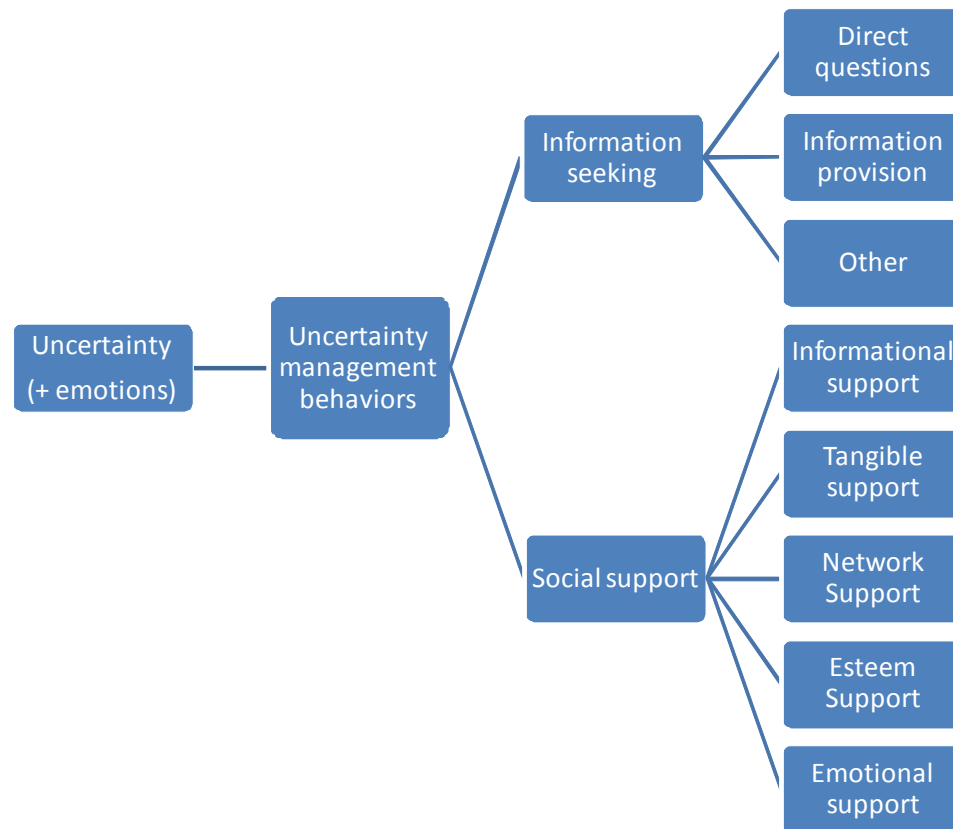 Uncertainty
(+ emotions)
Uncertainty
management
behaviors
Information
seeking
Direct
questions
Information
provision
Other
Social support
Informational
support
Tangible
support
Network
Support
Esteem
Support
Emotional
support